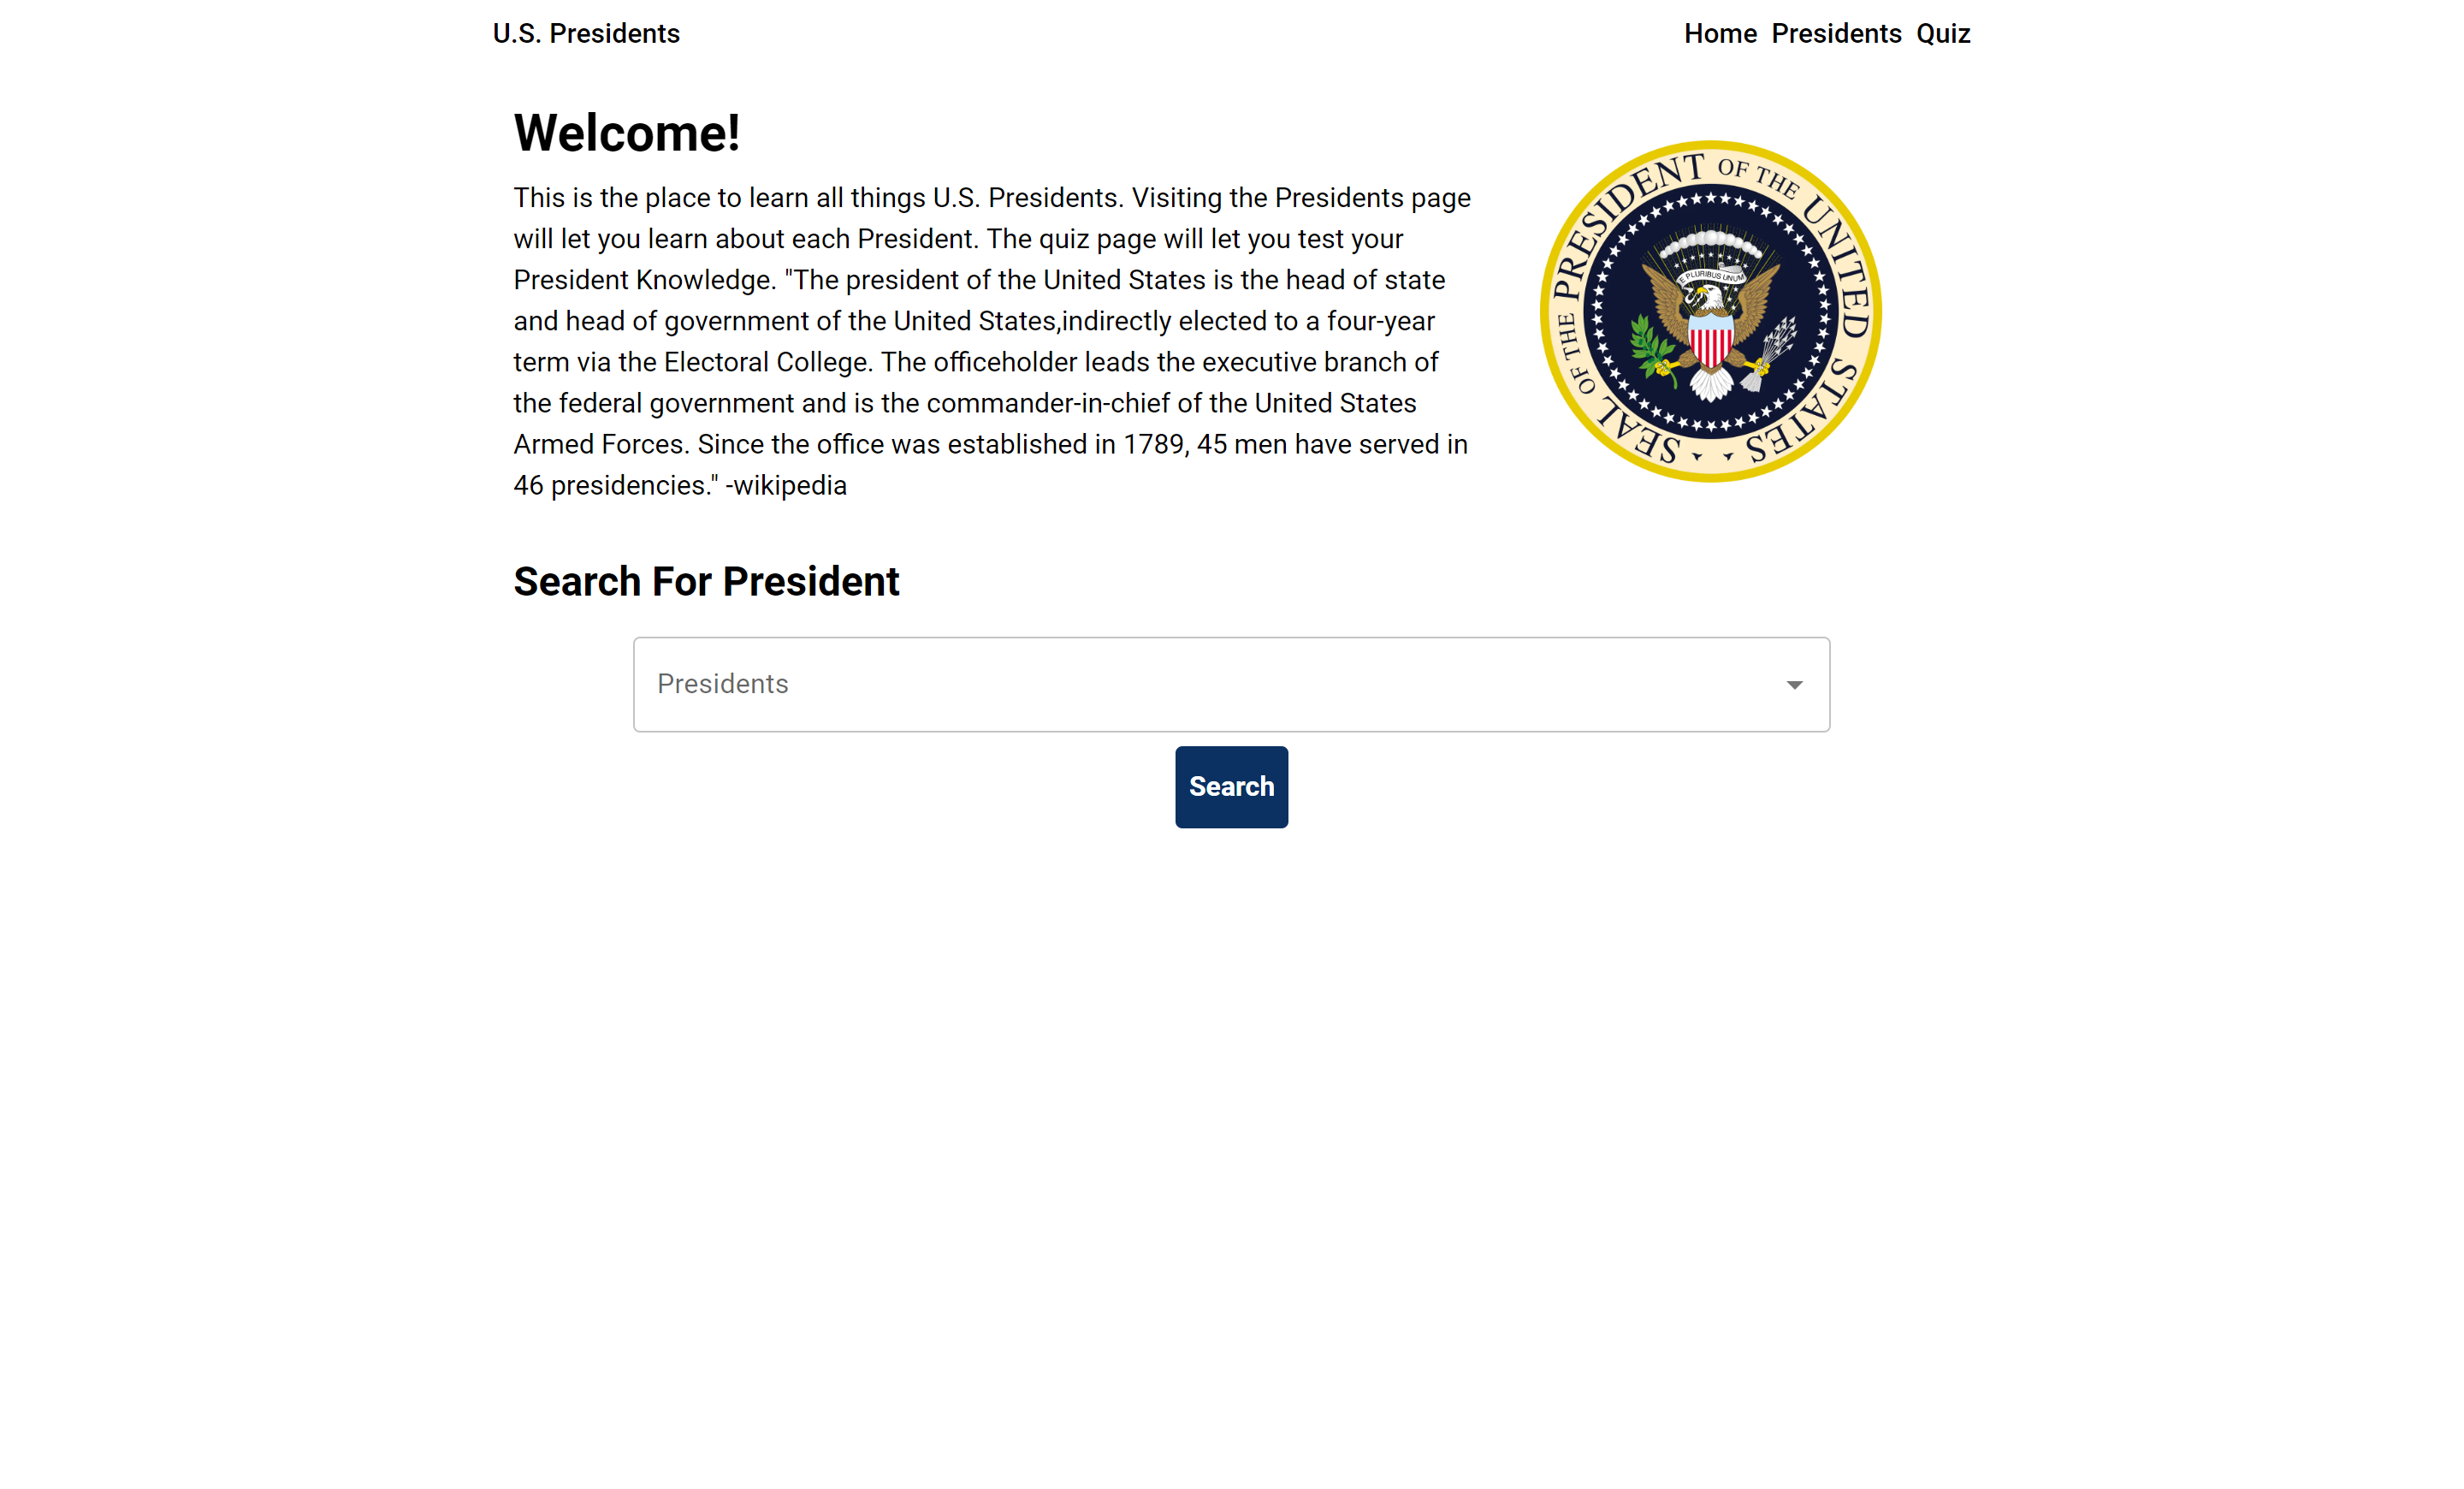 U.S. Presidents
Home Presidents Quiz
Welcome!
This is the place to learn all things U.S. Presidents. Visiting the Presidents page
will let you learn about each President. The quiz page will let you test your
President Knowledge. "The president of the United States is the head of state
and head of government of the United States,indirectly elected to a four-year
term via the Electoral College. The officeholder leads the executive branch of
the federal government and is the commander-in-chief of the United States
Armed Forces. Since the office was established in 1789, 45 men have served in
46 presidencies." -wikipedia
SEAL OF THE PRESIDENT OF THE UNITED STATES
E PLURIBUS UNUM
Search For President
Presidents
Search